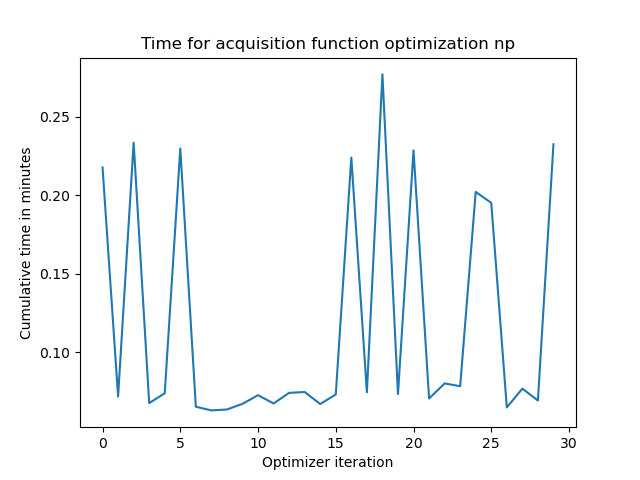 Time for acquisition function optimization np
Cumulative time in minutes
0.25
0.20
0.15
0.10
0 5 10 15 20 25 30
Optimizer iteration